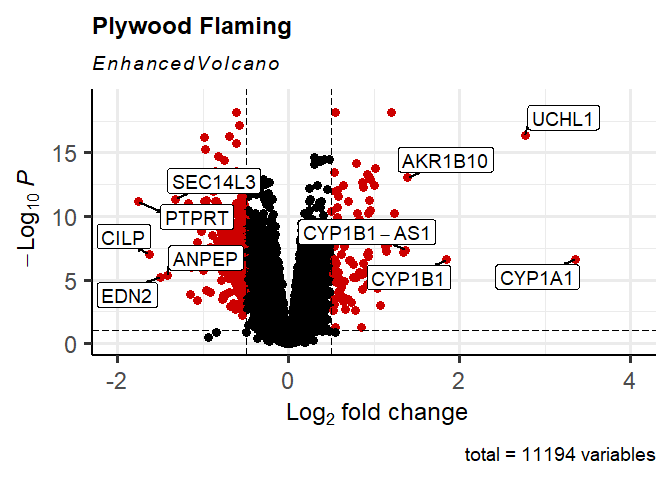 Plywood Flaming
EnhancedVolcano
UCHL1
AKR1B10
SEC14L3
PTPRT
CYP1B1 – AS1
CILP
ANPEP
CYP1B1
CYP1A1
EDN2
15
10
5
0
−Log₁₀ P
-2 0 2 4
Log₂ fold change
total = 11194 variables